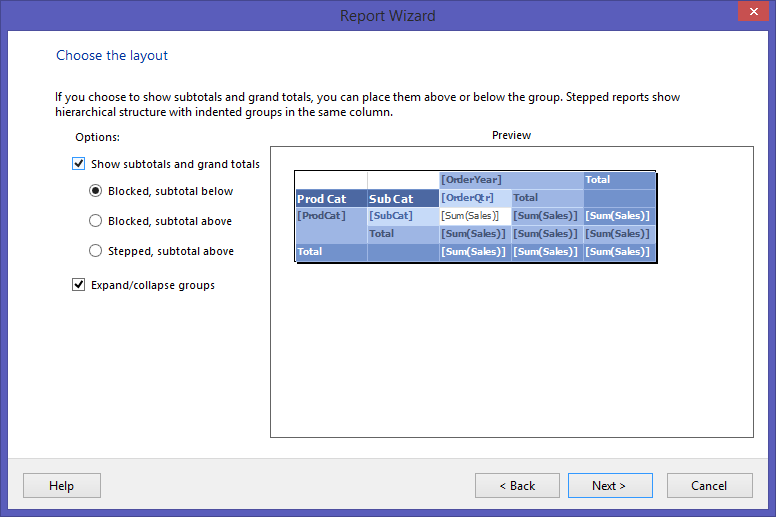 Report Wizard
Choose the layout
If you choose to show subtotals and grand totals, you can place them above or below the group. Stepped reports show
hierarchical structure with indented groups in the same column.
Options:
Preview
Show subtotals and grand totals
Blocked, subtotal below
Blocked, subtotal above
Stepped, subtotal above
Expand/collapse groups
[OrderYear] Total
Prod Cat Sub Cat [OrderQtr] Total
[ProdCat] [SubCat] [Sum(Sales)] [Sum(Sales)] [Sum(Sales)]
Total [Sum(Sales)] [Sum(Sales)] [Sum(Sales)]
Total [Sum(Sales)] [Sum(Sales)] [Sum(Sales)]
Help < Back Next > Cancel